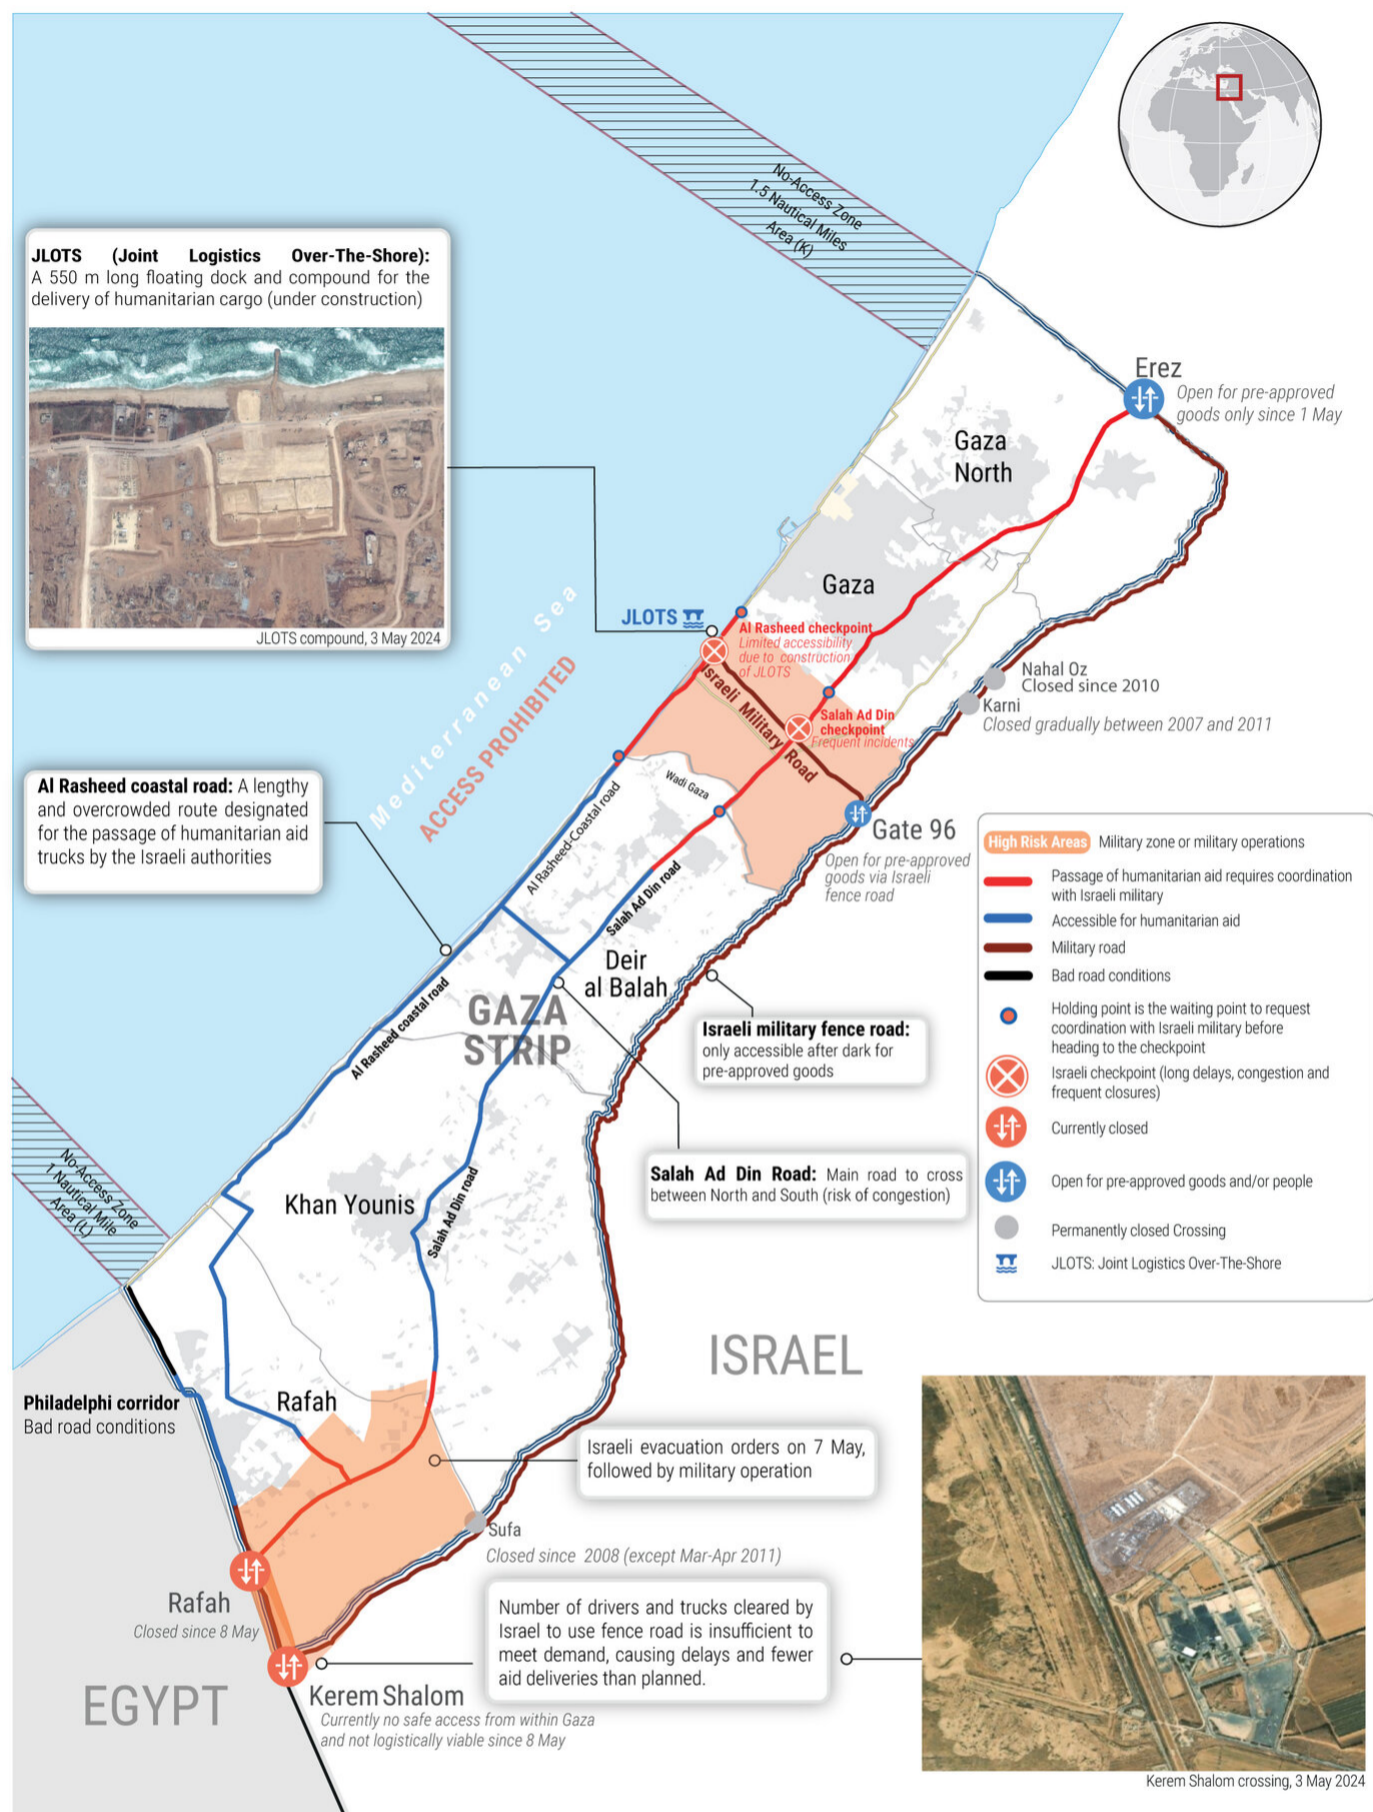 No-Access Zone
1.5 Nautical Miles
Area (K)
JLOTS (Joint Logistics Over-The-Shore):
A 550 m long floating dock and compound for the
delivery of humanitarian cargo (under construction)
JLOTS compound, 3 May 2024
Erez
Open for pre-approved
goods only since 1 May
Gaza
North
Gaza
JLOTS
Al Rasheed checkpoint
Limited accessibility
due to construction
of JLOTS
Israeli Military Road
Salah Ad Din
checkpoint
Frequent incidents
Nahal Oz
Closed since 2010
Karni
Closed gradually between 2007 and 2011
Mediterranean Sea
ACCESS PROHIBITED
Wadi Gaza
Al Rasheed coastal road: A lengthy
and overcrowded route designated
for the passage of humanitarian aid
trucks by the Israeli authorities
Al Rasheed-Coastal road
Salah Ad Din road
Gate 96
Open for pre-approved
goods via Israeli
fence road
High Risk Areas Military zone or military operations
Passage of humanitarian aid requires coordination
with Israeli military
Accessible for humanitarian aid
Military road
Bad road conditions
Holding point is the waiting point to request
coordination with Israeli military before
heading to the checkpoint
Israeli checkpoint (long delays, congestion and
frequent closures)
Currently closed
Open for pre-approved goods and/or people
Permanently closed Crossing
JLOTS: Joint Logistics Over-The-Shore
Deir
al Balah
GAZA
STRIP
Al Rasheed coastal road
Israeli military fence road:
only accessible after dark for
pre-approved goods
Salah Ad Din Road: Main road to cross
between North and South (risk of congestion)
No-Access Zone
1 Nautical Mile
Area (L)
Khan Younis
Salah Ad Din road
ISRAEL
Philadelphi corridor
Bad road conditions
Rafah
Israeli evacuation orders on 7 May,
followed by military operation
Sufa
Closed since 2008 (except Mar-Apr 2011)
Rafah
Closed since 8 May
Number of drivers and trucks cleared by
Israel to use fence road is insufficient to
meet demand, causing delays and fewer
aid deliveries than planned.
EGYPT
Kerem Shalom
Currently no safe access from within Gaza
and not logistically viable since 8 May
Kerem Shalom crossing, 3 May 2024